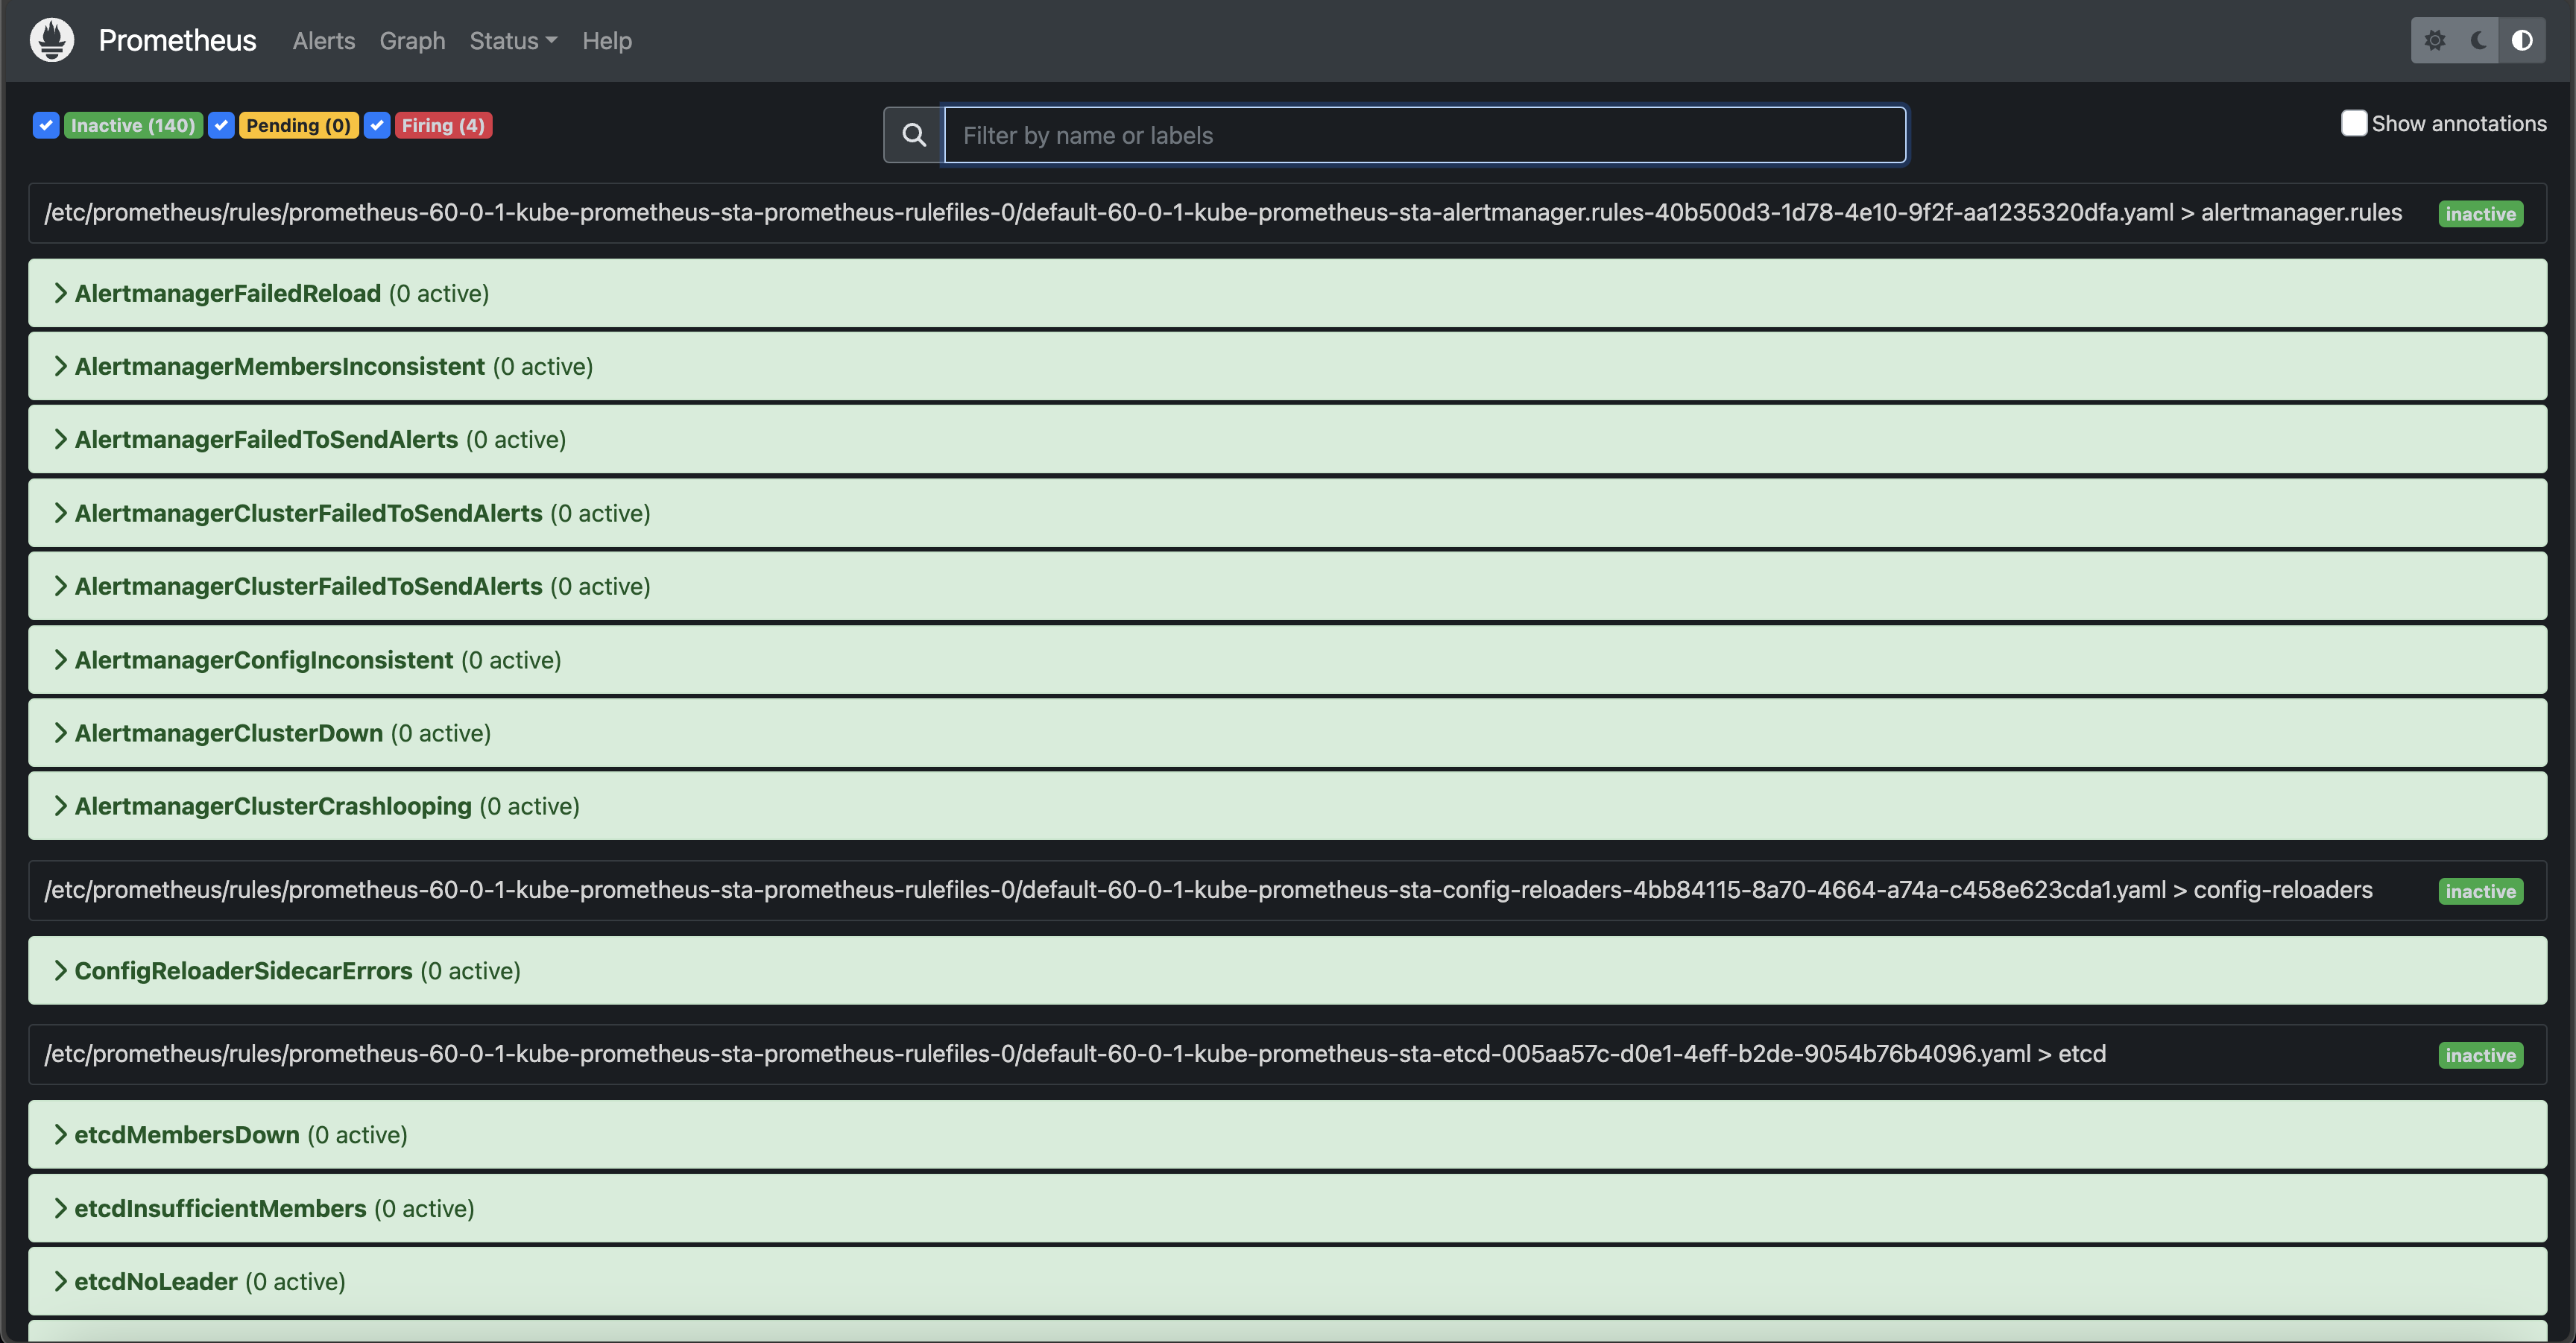 Prometheus Alerts Graph Status Help
Inactive (140) Pending (0) Firing (4) Filter by name or labels Show annotations
/etc/prometheus/rules/prometheus-60-0-1-kube-prometheus-sta-prometheus-rulefiles-0/default-60-0-1-kube-prometheus-sta-alertmanager.rules-40b500d3-1d78-4e10-9f2f-aa1235320dfa.yaml > alertmanager.rules inactive
AlertmanagerFailedReload (0 active)
AlertmanagerMembersInconsistent (0 active)
AlertmanagerFailedToSendAlerts (0 active)
AlertmanagerClusterFailedToSendAlerts (0 active)
AlertmanagerClusterFailedToSendAlerts (0 active)
AlertmanagerConfigInconsistent (0 active)
AlertmanagerClusterDown (0 active)
AlertmanagerClusterCrashlooping (0 active)
/etc/prometheus/rules/prometheus-60-0-1-kube-prometheus-sta-prometheus-rulefiles-0/default-60-0-1-kube-prometheus-sta-config-reloaders-4bb84115-8a70-4664-a74a-c458e623cda1.yaml > config-reloaders inactive
ConfigReloaderSidecarErrors (0 active)
/etc/prometheus/rules/prometheus-60-0-1-kube-prometheus-sta-prometheus-rulefiles-0/default-60-0-1-kube-prometheus-sta-etcd-005aa57c-d0e1-4eff-b2de-9054b76b4096.yaml > etcd inactive
etcdMembersDown (0 active)
etcdInsufficientMembers (0 active)
etcdNoLeader (0 active)